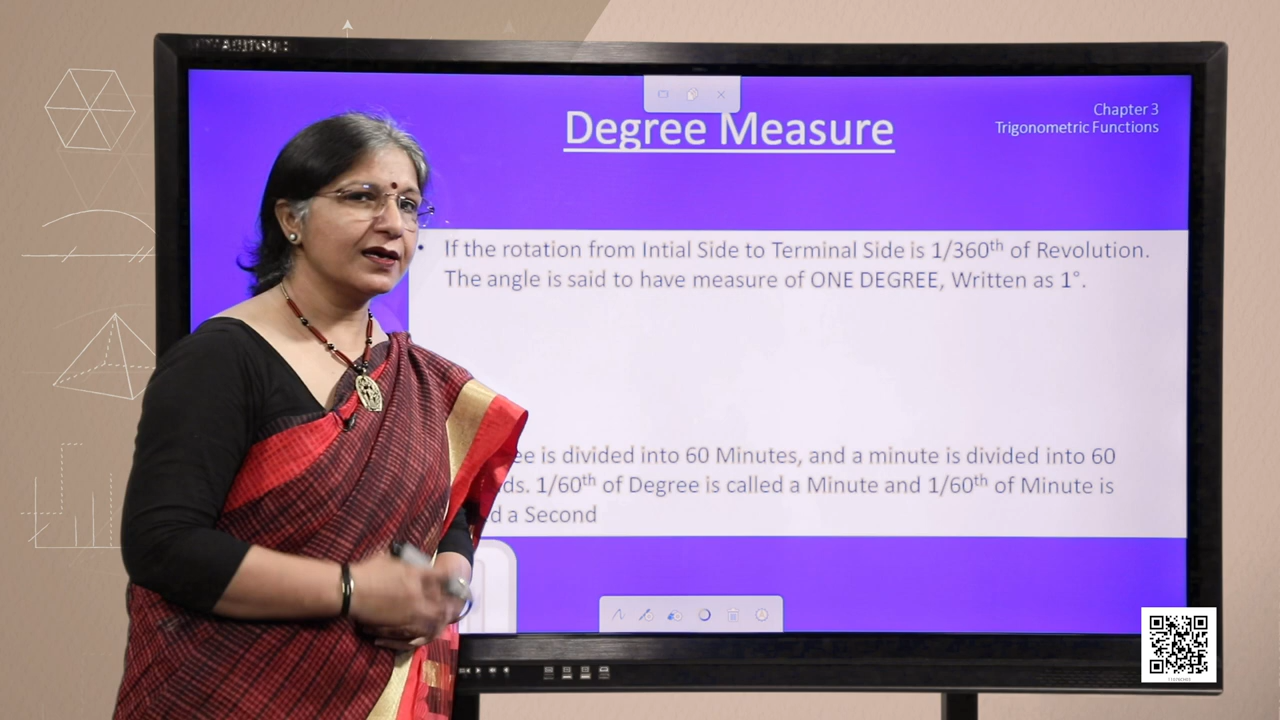 Degree Measure
Chapter 3
Trigonometric Functions
• If the rotation from Intial Side to Terminal Side is 1/360th of Revolution.
The angle is said to have measure of ONE DEGREE, Written as 1°.
ee is divided into 60 Minutes, and a minute is divided into 60
ds. 1/60th of Degree is called a Minute and 1/60th of Minute is
d a Second